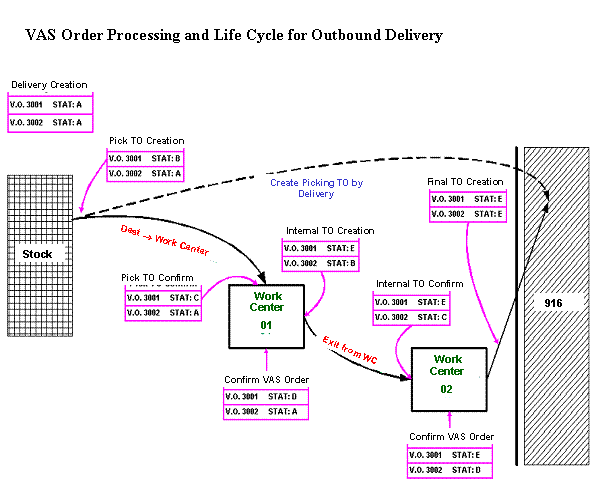 VAS Order Processing and Life Cycle for Outbound Delivery
Delivery Creation
V.O. 3001 STAT: A
V.O. 3002 STAT: A
Pick TO Creation
V.O. 3001 STAT: B
V.O. 3002 STAT: A
Create Picking TO by
Delivery
Final TO Creation
V.O. 3001 STAT: E
V.O. 3002 STAT: E
Stock
Dest → Work Center
Internal TO Creation
V.O. 3001 STAT: E
V.O. 3002 STAT: B
Pick TO Confirm
V.O. 3001 STAT: C
V.O. 3002 STAT: A
Work
Center
01
Internal TO Confirm
V.O. 3001 STAT: E
V.O. 3002 STAT: C
916
Exit from WC
Work
Center
02
Confirm VAS Order
V.O. 3001 STAT: D
V.O. 3002 STAT: A
Confirm VAS Order
V.O. 3001 STAT: E
V.O. 3002 STAT: D